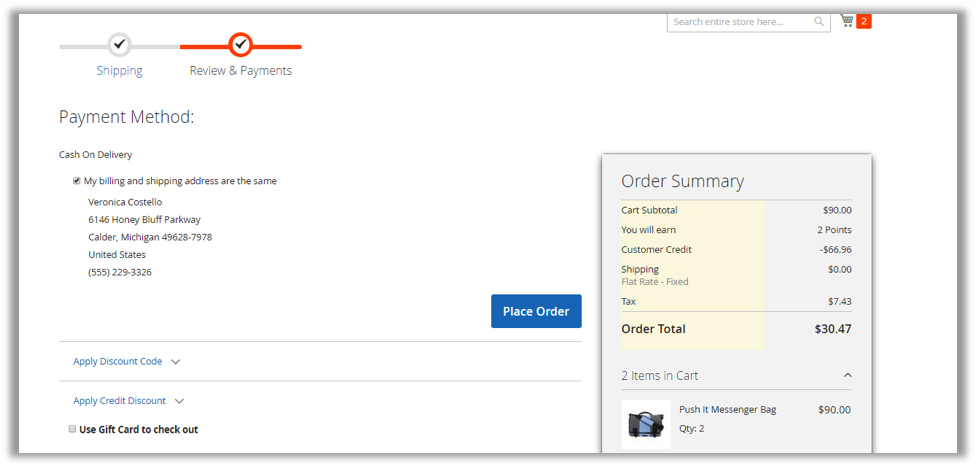 Search entire store here...
2
Shipping
Review & Payments
Payment Method:
Cash On Delivery
My billing and shipping address are the same
Veronica Costello
6146 Honey Bluff Parkway
Calder, Michigan 49628-7978
United States
(555) 229-3326
Place Order
Apply Discount Code
Apply Credit Discount
Use Gift Card to check out
Order Summary
Cart Subtotal $90.00
You will earn 2 Points
Customer Credit -$66.96
Shipping $0.00
Flat Rate - Fixed
Tax $7.43
Order Total $30.47
2 Items in Cart
Push It Messenger Bag $90.00
Qty: 2